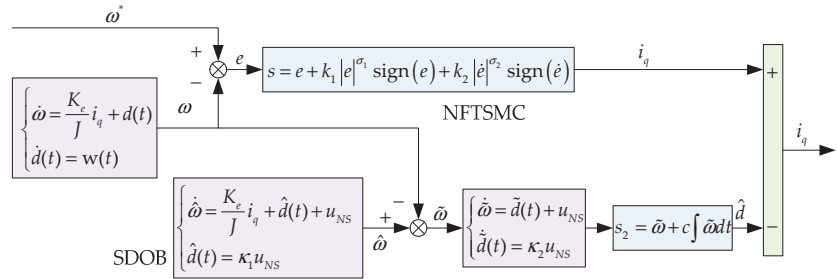 ω*
+
−
e
s = e + k₁ |e|^σ₁ sign(e) + k₂ |ė|^σ₂ sign(ė)
i_q
+
NFTSMC
ω
{ ω̇ = K_e/J i_q + d(t)
ḋ(t) = w(t)
i_q
−
{ ω̂̇ = K_e/J i_q + d̂(t) + u_NS
d̂̇(t) = κ₁u_NS
+
ω̂
ω̃
{ ω̃̇ = d̃(t) + u_NS
d̃̇(t) = κ₂u_NS
s₂ = ω̃ + c∫ω̃dt
d̂
−
SDOB